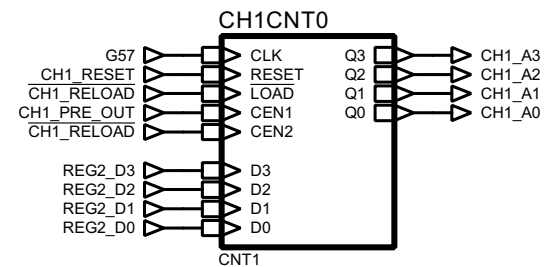 CH1CNT0
G57 CLK Q3 CH1_A3
CH1_RESET RESET Q2 CH1_A2
CH1_RELOAD LOAD Q1 CH1_A1
CH1_PRE_OUT CEN1 Q0 CH1_A0
CH1_RELOAD CEN2
REG2_D3 D3
REG2_D2 D2
REG2_D1 D1
REG2_D0 D0
CNT1